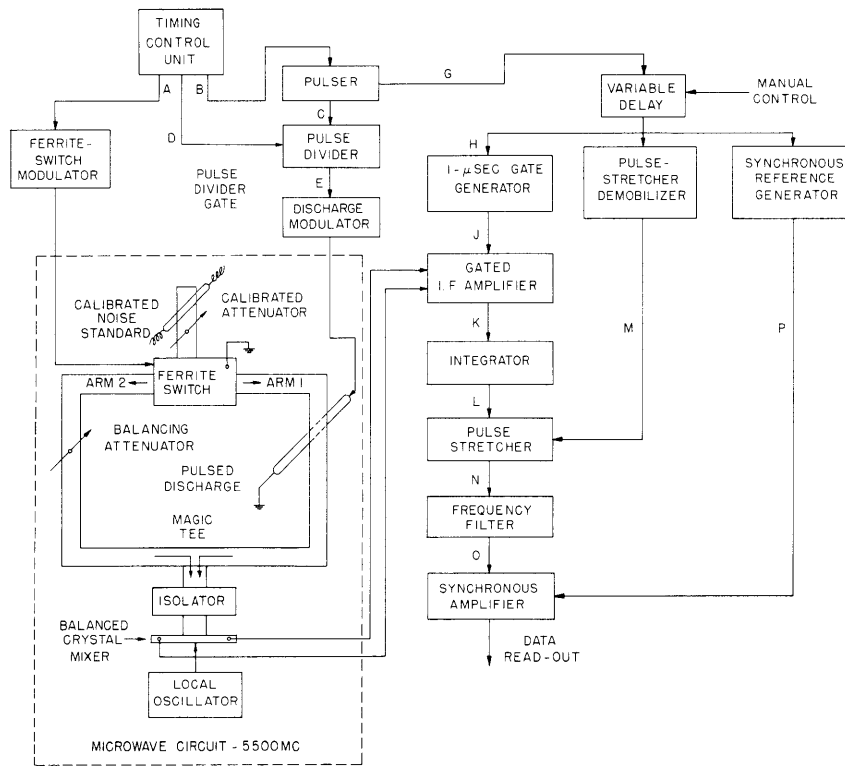 TIMING
CONTROL
UNIT
A
B
G
PULSER
VARIABLE
DELAY
MANUAL
CONTROL
C
D
FERRITE-
SWITCH
MODULATOR
PULSE
DIVIDER
H
PULSE
DIVIDER
GATE
E
1-μSEC GATE
GENERATOR
PULSE-
STRETCHER
DEMOBILIZER
SYNCHRONOUS
REFERENCE
GENERATOR
DISCHARGE
MODULATOR
J
GATED
I.F AMPLIFIER
CALIBRATED
NOISE
STANDARD
CALIBRATED
ATTENUATOR
K
M
P
FERRITE
SWITCH
ARM 2
ARM 1
INTEGRATOR
L
BALANCING
ATTENUATOR
PULSE
STRETCHER
PULSED
DISCHARGE
N
MAGIC
TEE
FREQUENCY
FILTER
O
ISOLATOR
SYNCHRONOUS
AMPLIFIER
BALANCED
CRYSTAL
MIXER
DATA
READ-OUT
LOCAL
OSCILLATOR
MICROWAVE CIRCUIT - 5500MC